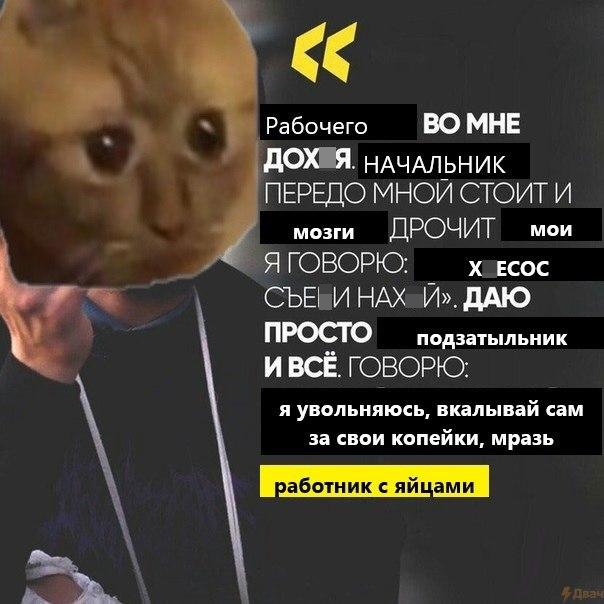 «
Рабочего ВО МНЕ
ДОХ Я. НАЧАЛЬНИК
ПЕРЕДО МНОЙ СТОИТ И
мозги ДРОЧИТ мои
Я ГОВОРЮ: Х ЕСОС
СЪЕ И НАХ Й». ДАЮ
ПРОСТО подзатыльник
И ВСЁ. ГОВОРЮ:
я увольняюсь, вкалывай сам
за свои копейки, мразь
работник с яйцами
Двач